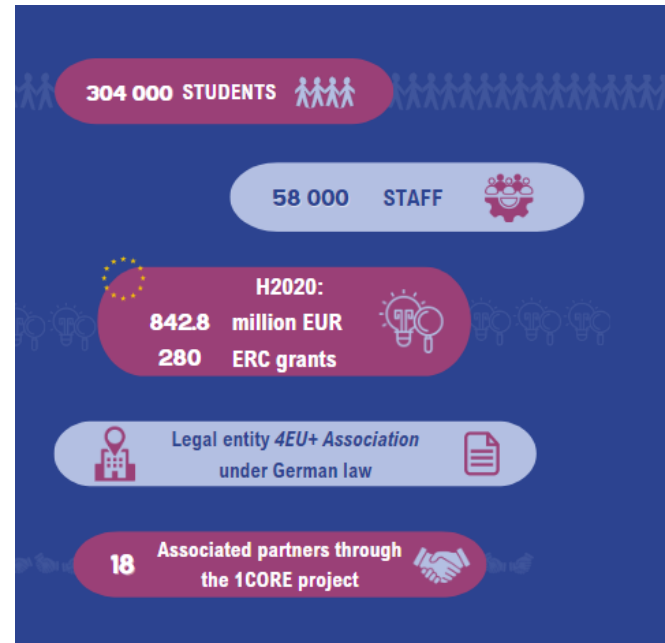 304 000 STUDENTS
58 000 STAFF
H2020:
842.8 million EUR
280 ERC grants
Legal entity 4EU+ Association
under German law
18 Associated partners through
the 1CORE project